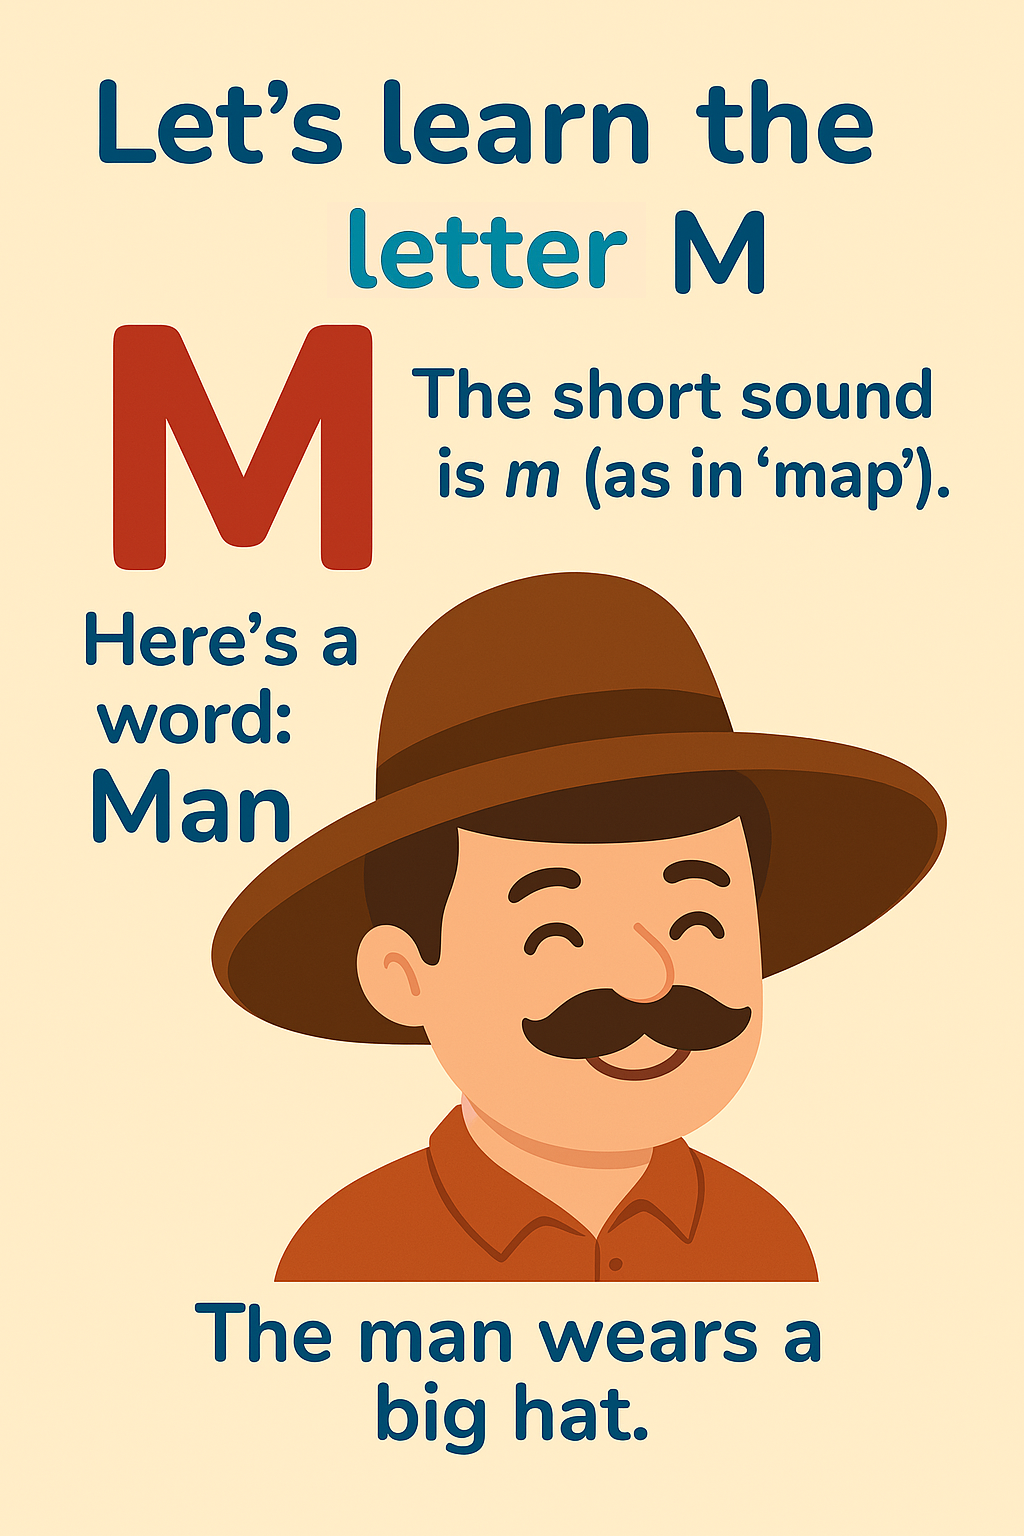 Let’s learn the
letter M
M
The short sound
is m (as in ‘map’).
Here’s a
word:
Man
The man wears a
big hat.